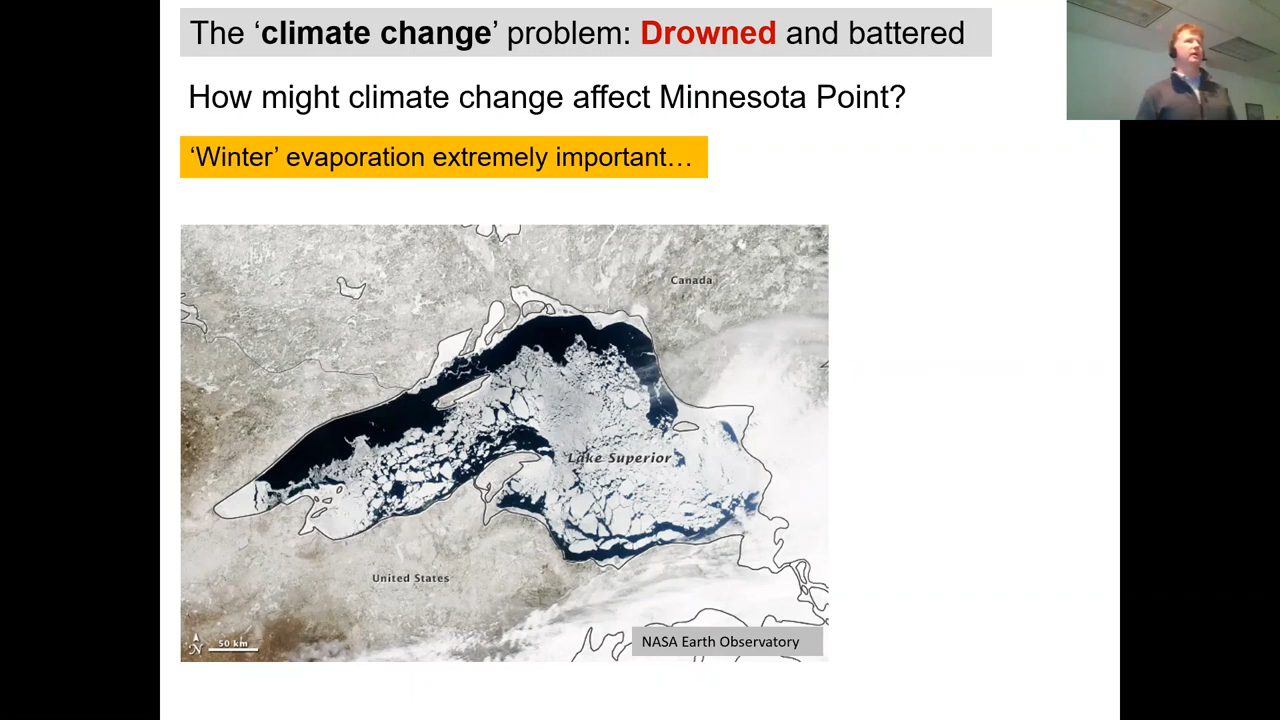 The ‘climate change’ problem: Drowned and battered
How might climate change affect Minnesota Point?
‘Winter’ evaporation extremely important…
Canada
Lake Superior
United States
N
50 km
NASA Earth Observatory